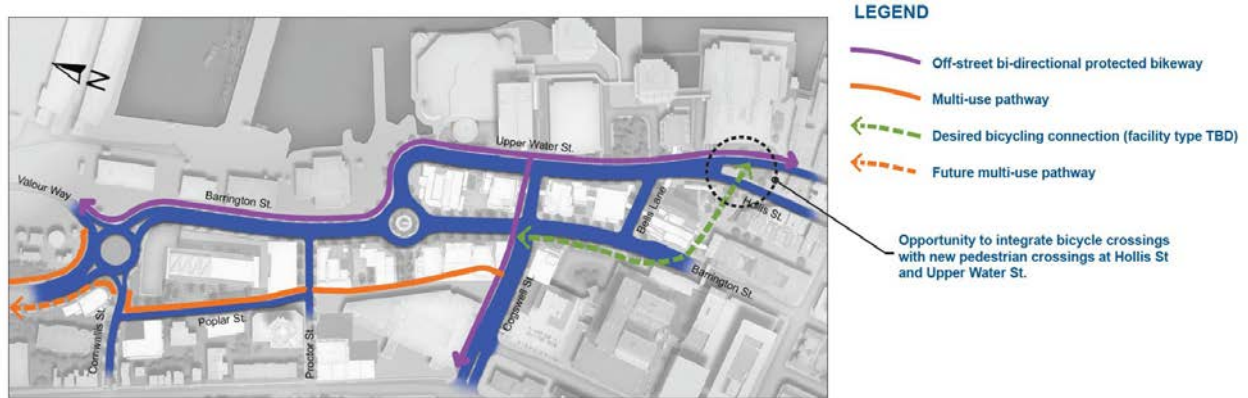 LEGEND
Off-street bi-directional protected bikeway
Multi-use pathway
Desired bicycling connection (facility type TBD)
Future multi-use pathway
Opportunity to integrate bicycle crossings
with new pedestrian crossings at Hollis St
and Upper Water St.
N
Upper Water St.
Valour Way
Barrington St.
Bells Lane
Hollis St.
Barrington St.
Cogswell St.
Poplar St.
Proctor St.
Cornwallis St.